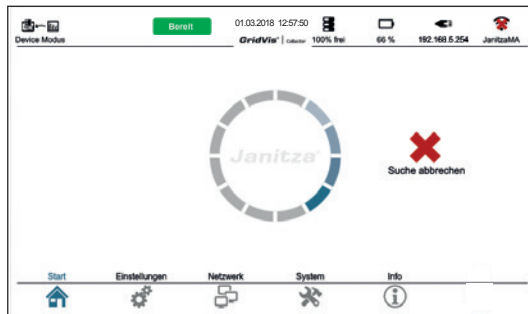 Bereit
01.03.2018 12:57:50
Device Modus
GridVis® | Collector
100% frei
66 %
192.168.5.254
JanitzaMA
Janitza®
Suche abbrechen
Start
Einstellungen
Netzwerk
System
Info